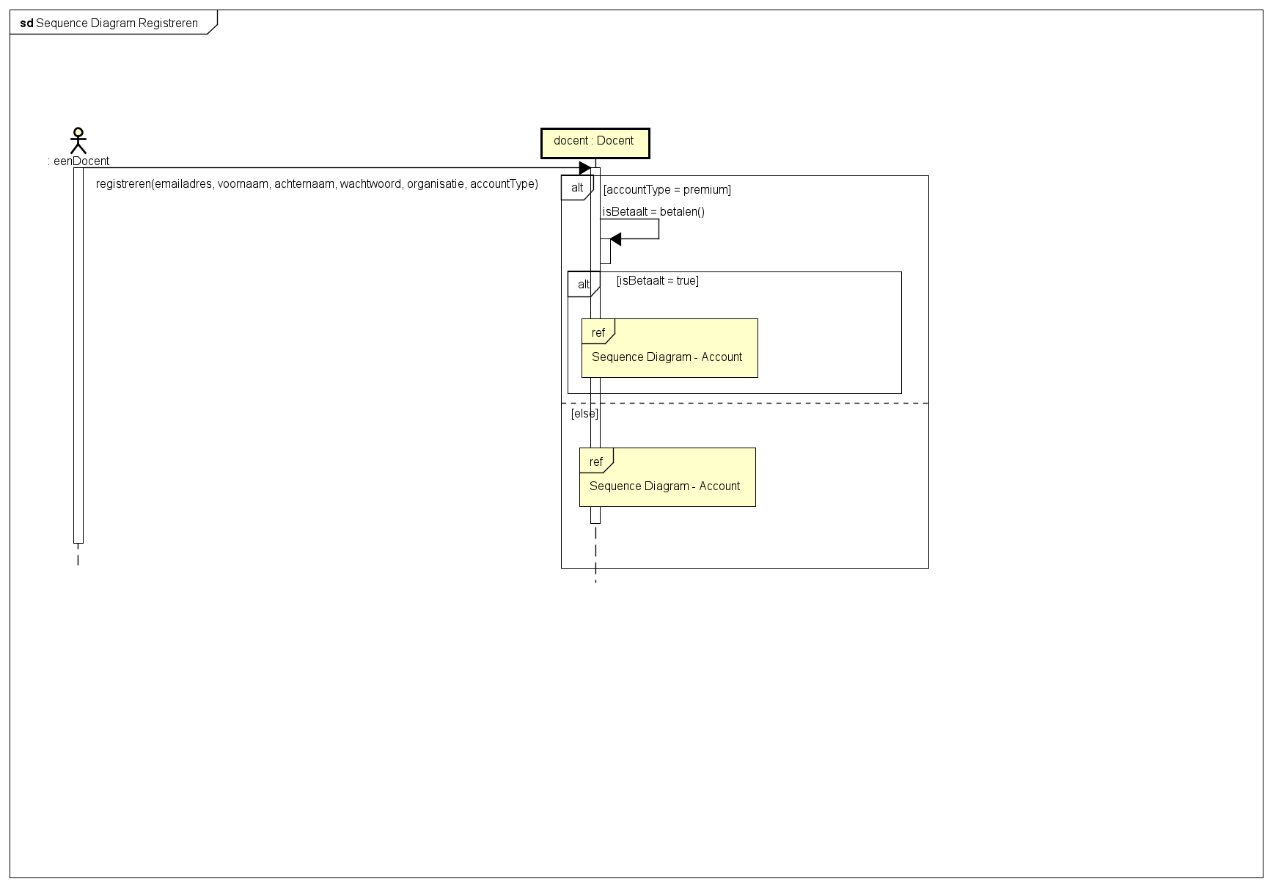 sd Sequence Diagram Registreren
docent : Docent
: eenDocent
registreren(emailadres, voornaam, achternaam, wachtwoord, organisatie, accountType)
alt
[accountType = premium]
isBetaalt = betalen()
alt
[isBetaalt = true]
ref
Sequence Diagram - Account
[else]
ref
Sequence Diagram - Account